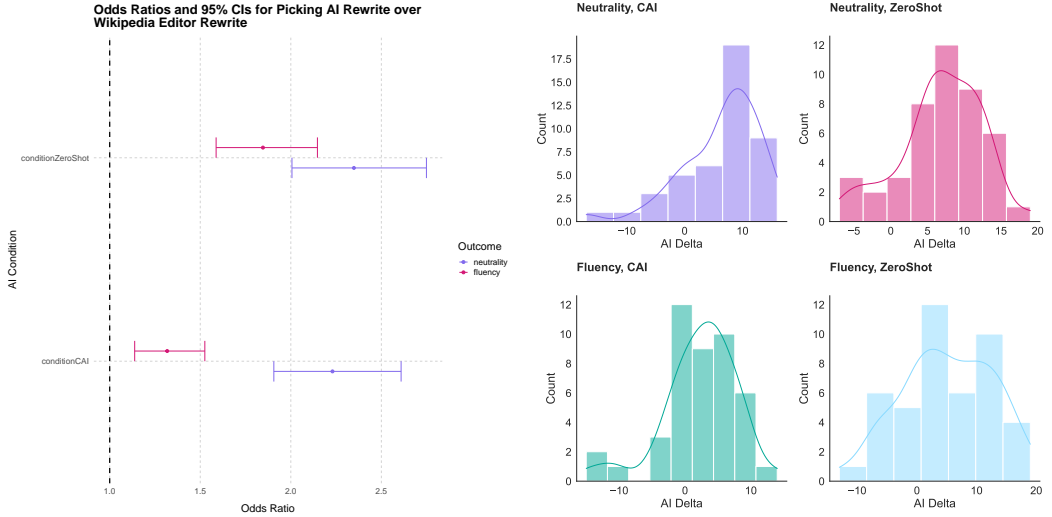 Odds Ratios and 95% CIs for Picking AI Rewrite over
Wikipedia Editor Rewrite
AI Condition
conditionZeroShot
conditionCAI
1.0 1.5 2.0 2.5
Odds Ratio
Outcome
neutrality
fluency
Neutrality, CAI
Count
17.5
15.0
12.5
10.0
7.5
5.0
2.5
0.0
−10 0 10
AI Delta
Neutrality, ZeroShot
Count
12
10
8
6
4
2
0
−5 0 5 10 15 20
AI Delta
Fluency, CAI
Count
12
10
8
6
4
2
0
−10 0 10
AI Delta
Fluency, ZeroShot
Count
12
10
8
6
4
2
0
−10 0 10 20
AI Delta